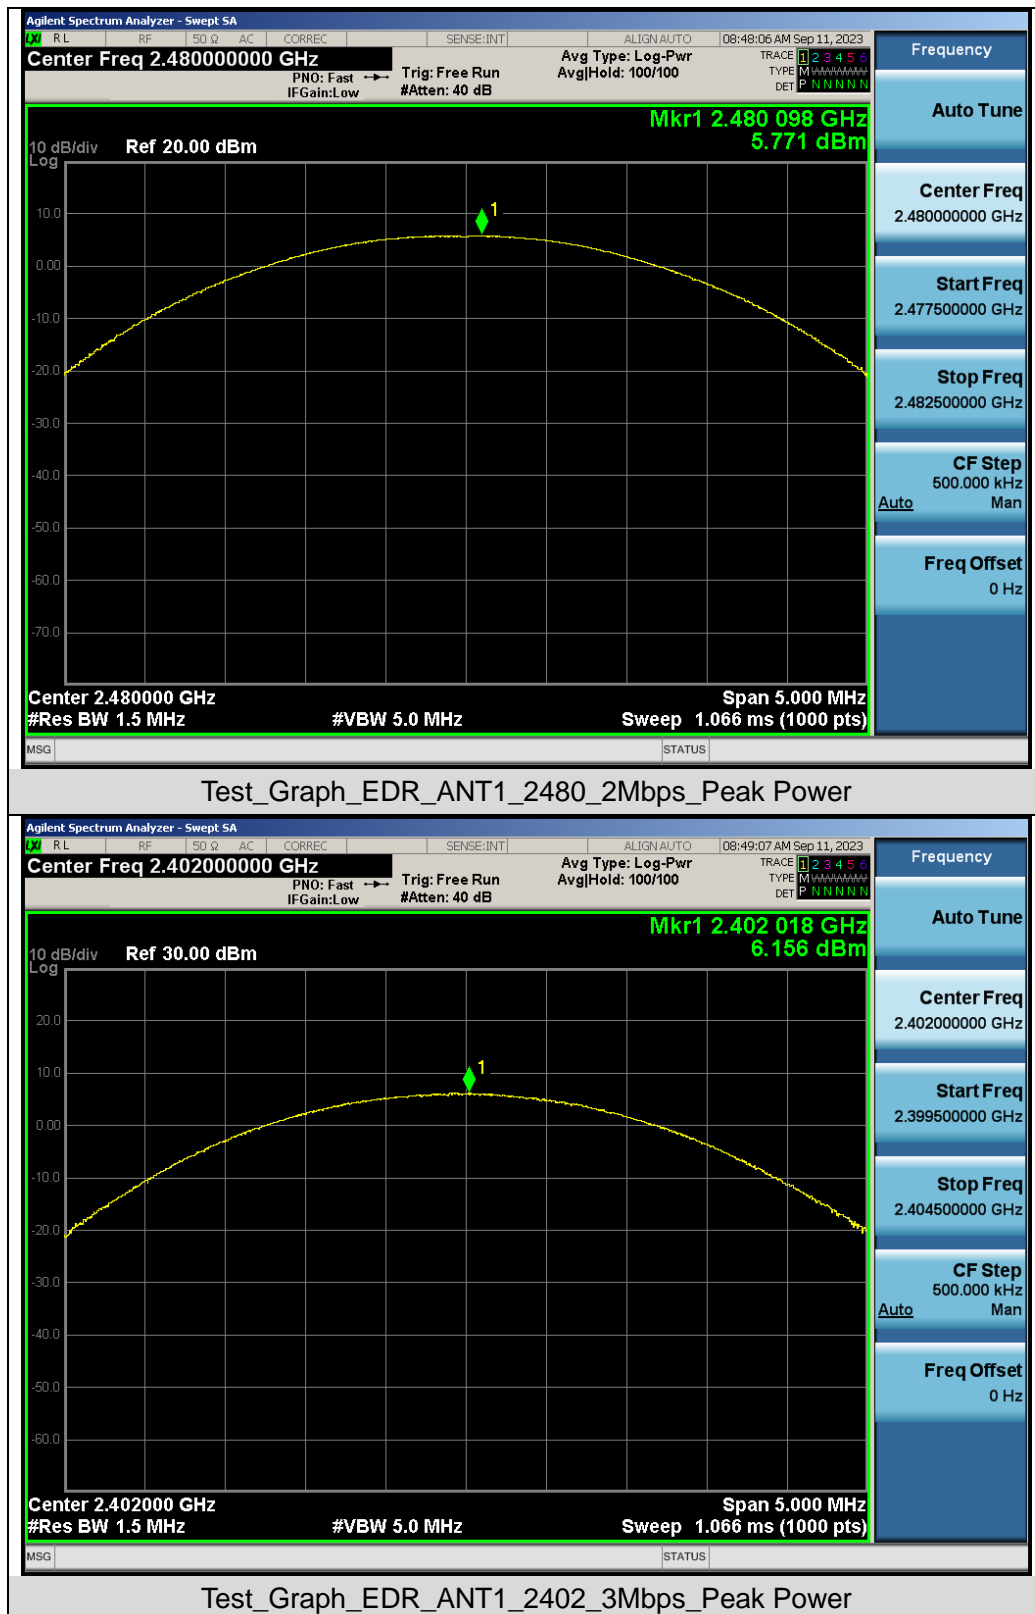 Agilent Spectrum Analyzer - Swept SA
LXI RL RF 50 Ω AC CORREC SENSE:INT ALIGN AUTO 08:48:06 AM Sep 11, 2023
Center Freq 2.480000000 GHz
PNO: Fast
IFGain:Low
Trig: Free Run
#Atten: 40 dB
Avg Type: Log-Pwr
Avg|Hold: 100/100
TRACE 1 2 3 4 5 6
TYPE M WWWWW
DET P N N N N N
Frequency
Auto Tune
Center Freq
2.480000000 GHz
Start Freq
2.477500000 GHz
Stop Freq
2.482500000 GHz
CF Step
500.000 kHz
Auto Man
Freq Offset
0 Hz
Mkr1 2.480 098 GHz
5.771 dBm
10 dB/div Ref 20.00 dBm
Log
1
10.0
0.00
-10.0
-20.0
-30.0
-40.0
-50.0
-60.0
-70.0
Center 2.480000 GHz Span 5.000 MHz
#Res BW 1.5 MHz #VBW 5.0 MHz Sweep 1.066 ms (1000 pts)
MSG STATUS
Test_Graph_EDR_ANT1_2480_2Mbps_Peak Power
Agilent Spectrum Analyzer - Swept SA
LXI RL RF 50 Ω AC CORREC SENSE:INT ALIGN AUTO 08:49:07 AM Sep 11, 2023
Center Freq 2.402000000 GHz
PNO: Fast
IFGain:Low
Trig: Free Run
#Atten: 40 dB
Avg Type: Log-Pwr
Avg|Hold: 100/100
TRACE 1 2 3 4 5 6
TYPE M WWWWW
DET P N N N N N
Frequency
Auto Tune
Center Freq
2.402000000 GHz
Start Freq
2.399500000 GHz
Stop Freq
2.404500000 GHz
CF Step
500.000 kHz
Auto Man
Freq Offset
0 Hz
Mkr1 2.402 018 GHz
6.156 dBm
10 dB/div Ref 30.00 dBm
Log
1
20.0
10.0
0.00
-10.0
-20.0
-30.0
-40.0
-50.0
-60.0
Center 2.402000 GHz Span 5.000 MHz
#Res BW 1.5 MHz #VBW 5.0 MHz Sweep 1.066 ms (1000 pts)
MSG STATUS
Test_Graph_EDR_ANT1_2402_3Mbps_Peak Power